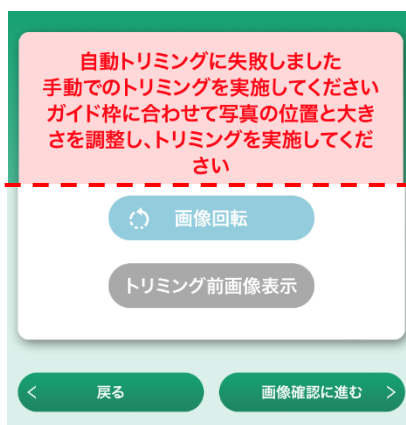 自動トリミングに失敗しました
手動でのトリミングを実施してください
ガイド枠に合わせて写真の位置と大き
さを調整し、トリミングを実施してくだ
さい
画像回転
トリミング前画像表示
< 戻る
画像確認に進む >